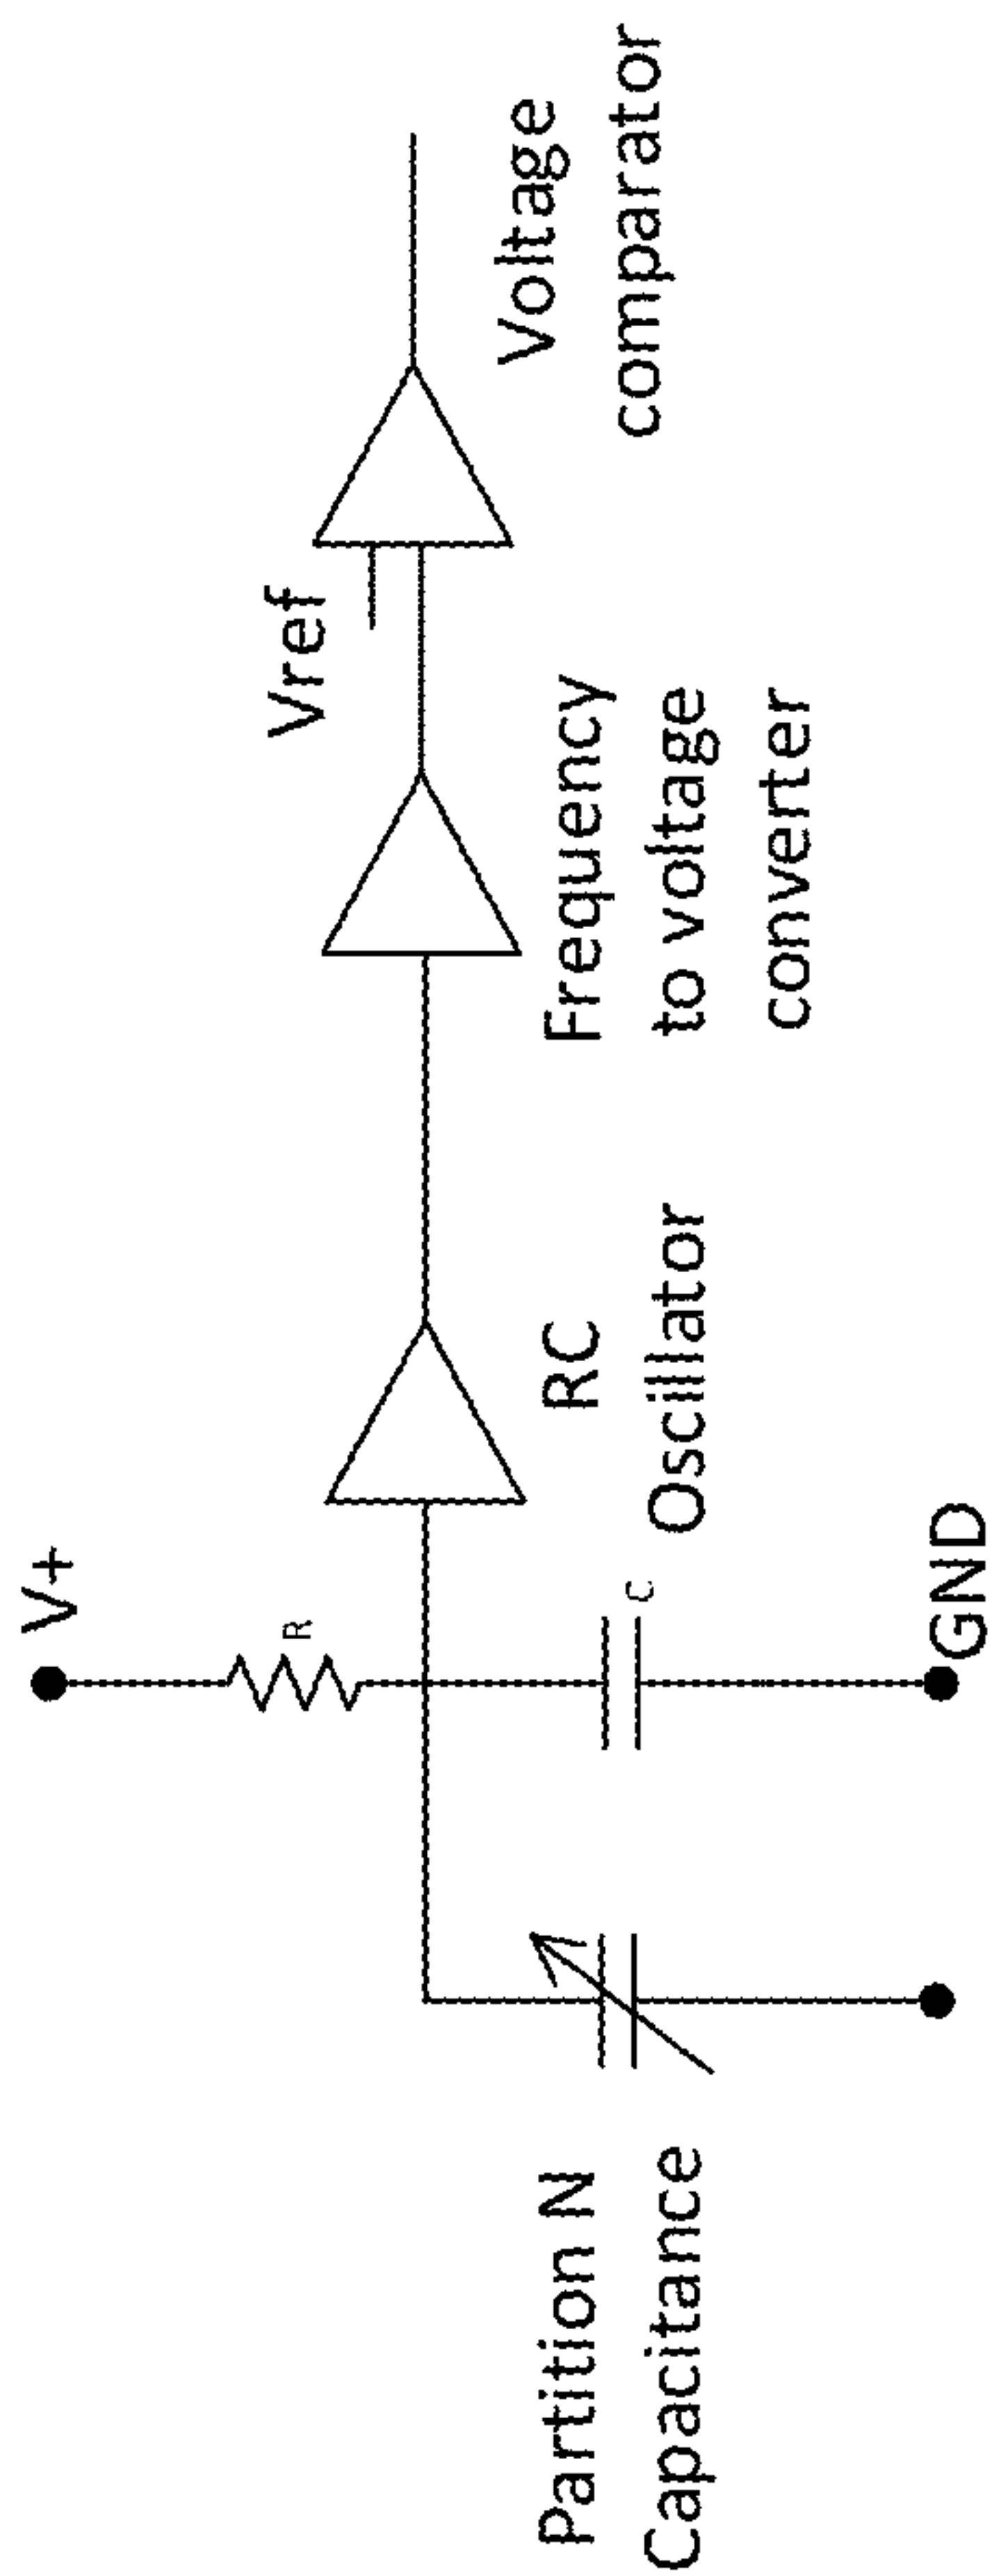 V+
R
C
GND
Partition N
Capacitance
RC
Oscillator
Frequency
to voltage
converter
Vref
Voltage
comparator